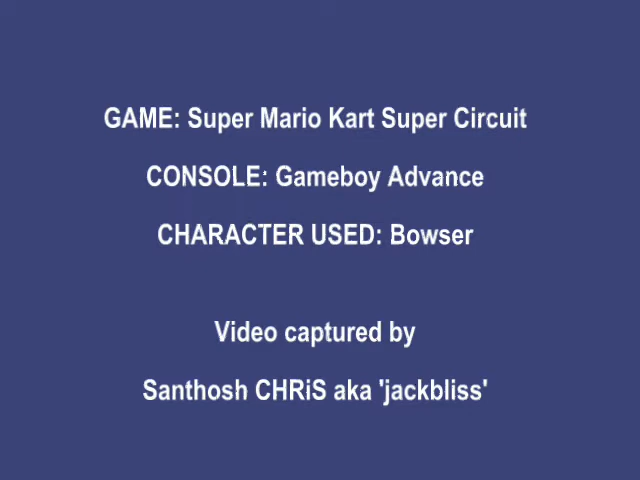 GAME: Super Mario Kart Super Circuit
CONSOLE: Gameboy Advance
CHARACTER USED: Bowser
Video captured by
Santhosh CHRiS aka 'jackbliss'